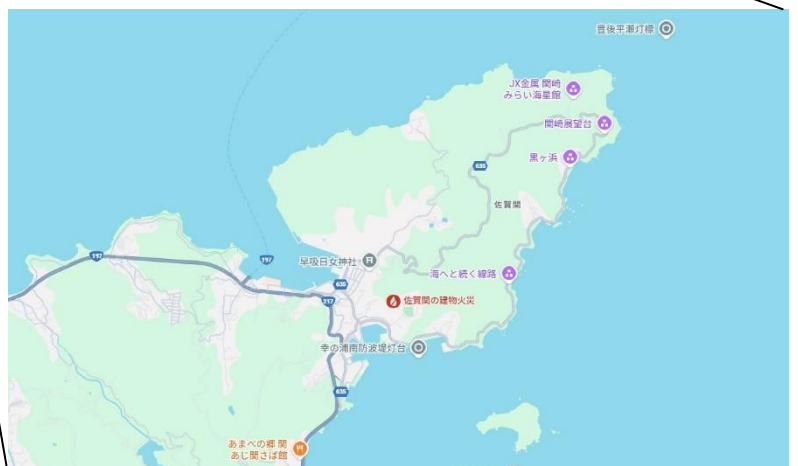 豊後平瀬灯標
JX金属 関崎
みらい海星館
関崎展望台
黒ヶ浜
635
佐賀関
早吸日女神社
197
197
海へと続く線路
635
佐賀関の建物火災
217
幸の浦南防波堤灯台
635
あまべの郷 関
あじ関さば館